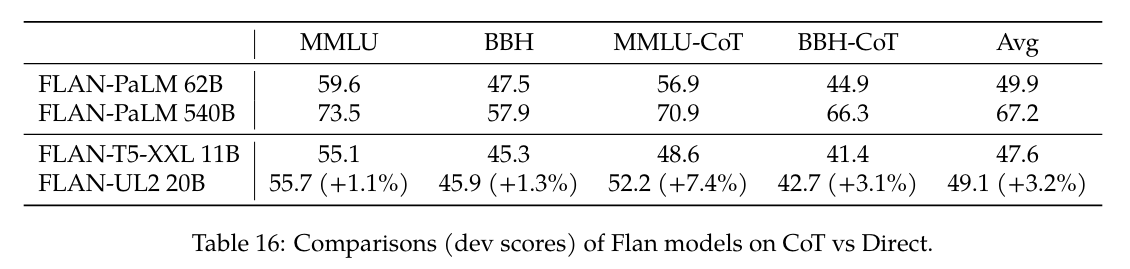 MMLU BBH MMLU-CoT BBH-CoT Avg
FLAN-PaLM 62B 59.6 47.5 56.9 44.9 49.9
FLAN-PaLM 540B 73.5 57.9 70.9 66.3 67.2
FLAN-T5-XXL 11B 55.1 45.3 48.6 41.4 47.6
FLAN-UL2 20B 55.7 (+1.1%) 45.9 (+1.3%) 52.2 (+7.4%) 42.7 (+3.1%) 49.1 (+3.2%)
Table 16: Comparisons (dev scores) of Flan models on CoT vs Direct.